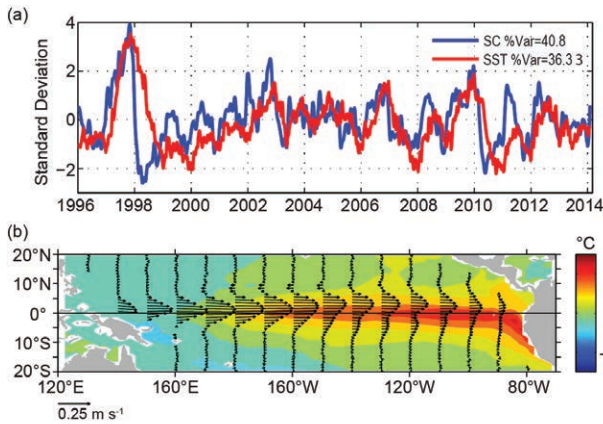 (a)
4
2
0
−2
Standard Deviation
SC %Var=40.8
SST %Var=36.3 3
1996 1998 2000 2002 2004 2006 2008 2010 2012 2014
(b)
20°N
10°N
0°
10°S
20°S
120°E 160°E 160°W 120°W 80°W
°C
0.25 m s⁻¹